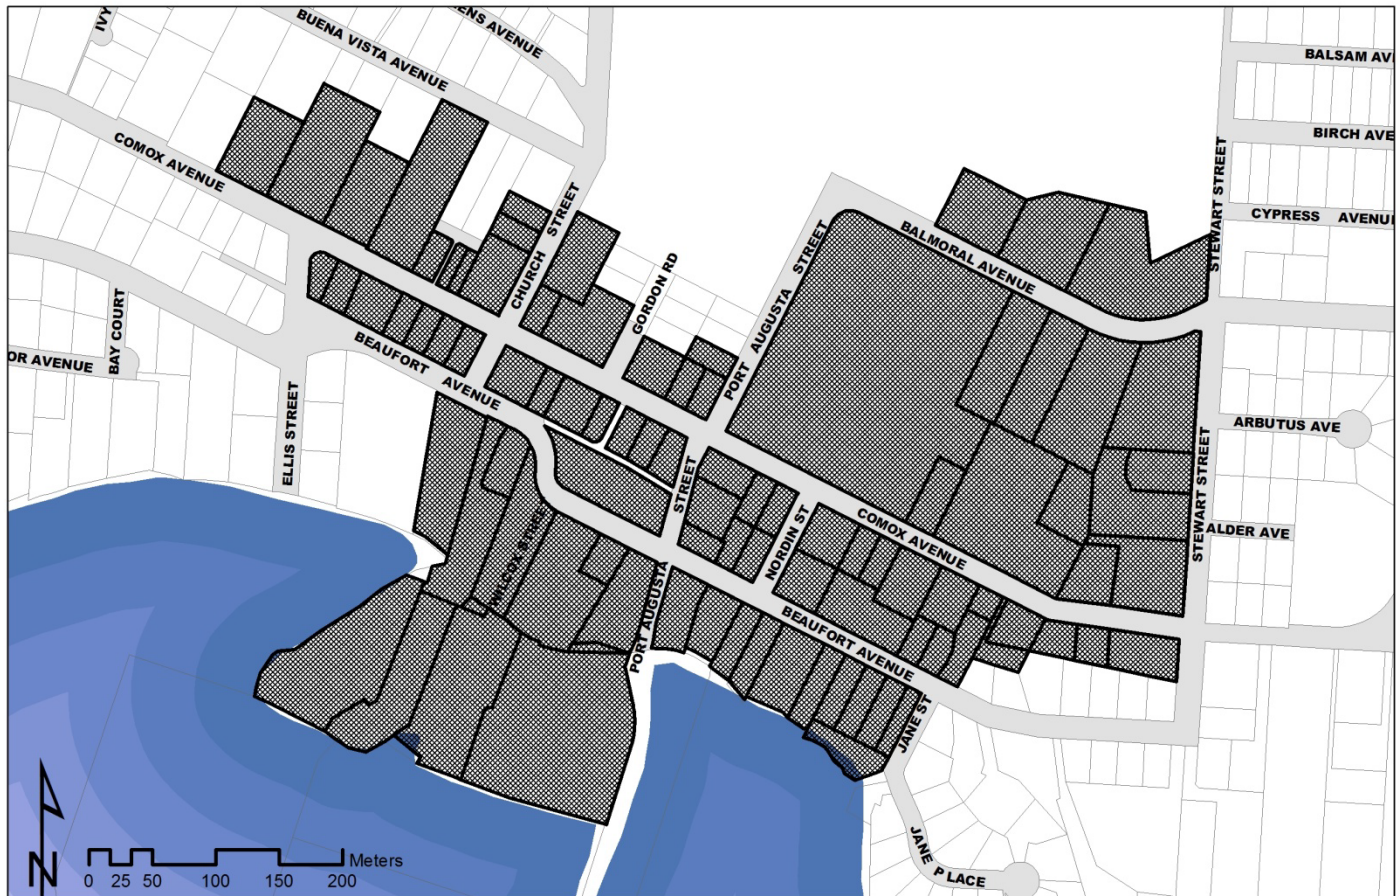 IVY
BUENA VISTA AVENUE
ENS AVENUE
BALSAM AV
BIRCH AVE
COMOX AVENUE
STEWART STREET
CYPRESS AVENUE
CHURCH STREET
GORDON RD
PORT AUGUSTA STREET
BALMORAL AVENUE
BAY COURT
OR AVENUE
BEAUFORT AVENUE
ELLIS STREET
ARBUTUS AVE
STREET
COMOX AVENUE
NORDIN ST
STEWART STREET
ALDER AVE
WILCOX STREET
PORT AUGUSTA
BEAUFORT AVENUE
JANE ST
JANE PLACE
N
Meters
0 25 50 100 150 200